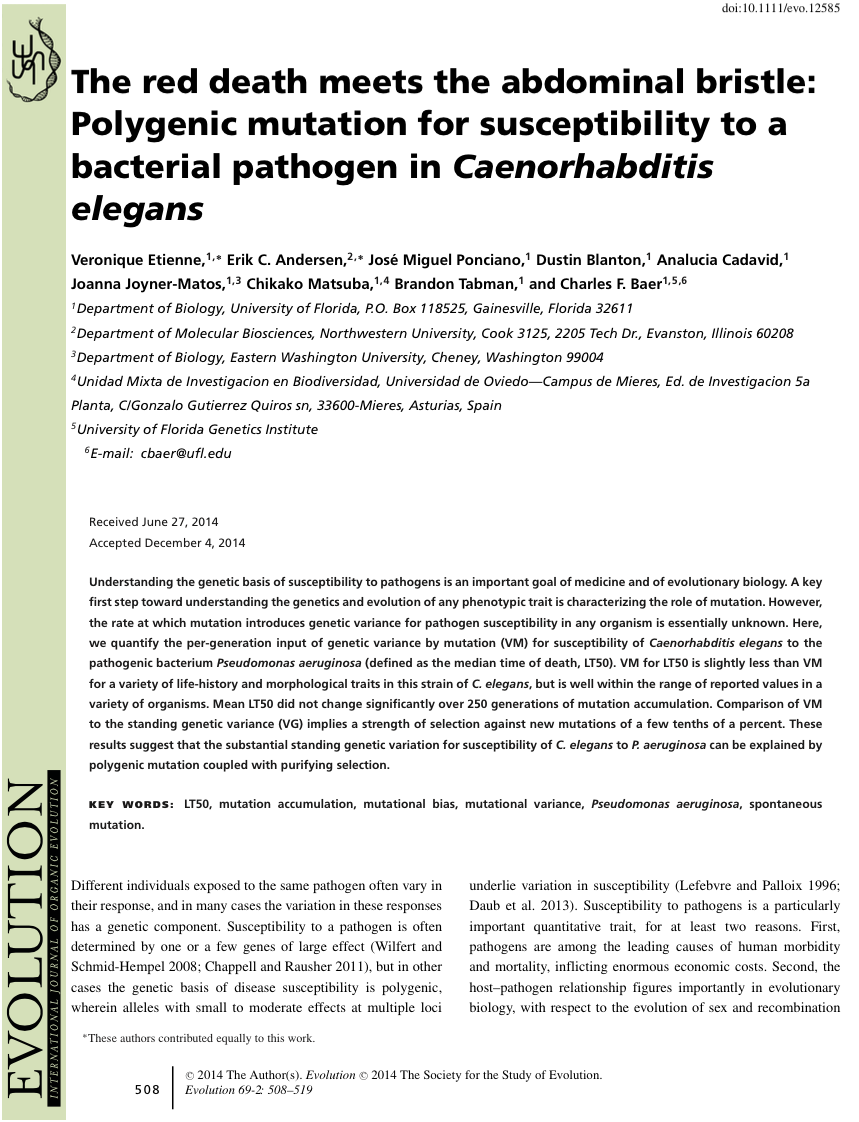 doi:10.1111/evo.12585
The red death meets the abdominal bristle:
Polygenic mutation for susceptibility to a
bacterial pathogen in Caenorhabditis
elegans
Veronique Etienne,1,∗ Erik C. Andersen,2,∗ José Miguel Ponciano,1 Dustin Blanton,1 Analucia Cadavid,1
Joanna Joyner-Matos,1,3 Chikako Matsuba,1,4 Brandon Tabman,1 and Charles F. Baer1,5,6
1Department of Biology, University of Florida, P.O. Box 118525, Gainesville, Florida 32611
2Department of Molecular Biosciences, Northwestern University, Cook 3125, 2205 Tech Dr., Evanston, Illinois 60208
3Department of Biology, Eastern Washington University, Cheney, Washington 99004
4Unidad Mixta de Investigacion en Biodiversidad, Universidad de Oviedo—Campus de Mieres, Ed. de Investigacion 5a
Planta, C/Gonzalo Gutierrez Quiros sn, 33600-Mieres, Asturias, Spain
5University of Florida Genetics Institute
6E-mail: cbaer@ufl.edu
Received June 27, 2014
Accepted December 4, 2014
Understanding the genetic basis of susceptibility to pathogens is an important goal of medicine and of evolutionary biology. A key
first step toward understanding the genetics and evolution of any phenotypic trait is characterizing the role of mutation. However,
the rate at which mutation introduces genetic variance for pathogen susceptibility in any organism is essentially unknown. Here,
we quantify the per-generation input of genetic variance by mutation (VM) for susceptibility of Caenorhabditis elegans to the
pathogenic bacterium Pseudomonas aeruginosa (defined as the median time of death, LT50). VM for LT50 is slightly less than VM
for a variety of life-history and morphological traits in this strain of C. elegans, but is well within the range of reported values in a
variety of organisms. Mean LT50 did not change significantly over 250 generations of mutation accumulation. Comparison of VM
to the standing genetic variance (VG) implies a strength of selection against new mutations of a few tenths of a percent. These
results suggest that the substantial standing genetic variation for susceptibility of C. elegans to P. aeruginosa can be explained by
polygenic mutation coupled with purifying selection.
KEY WORDS: LT50, mutation accumulation, mutational bias, mutational variance, Pseudomonas aeruginosa, spontaneous
mutation.
Different individuals exposed to the same pathogen often vary in
their response, and in many cases the variation in these responses
has a genetic component. Susceptibility to a pathogen is often
determined by one or a few genes of large effect (Wilfert and
Schmid-Hempel 2008; Chappell and Rausher 2011), but in other
cases the genetic basis of disease susceptibility is polygenic,
wherein alleles with small to moderate effects at multiple loci
underlie variation in susceptibility (Lefebvre and Palloix 1996;
Daub et al. 2013). Susceptibility to pathogens is a particularly
important quantitative trait, for at least two reasons. First,
pathogens are among the leading causes of human morbidity
and mortality, inflicting enormous economic costs. Second, the
host–pathogen relationship figures importantly in evolutionary
biology, with respect to the evolution of sex and recombination
∗These authors contributed equally to this work.
508
© 2014 The Author(s). Evolution © 2014 The Society for the Study of Evolution.
Evolution 69-2: 508–519
EVOLUTION
INTERNATIONAL JOURNAL OF ORGANIC EVOLUTION